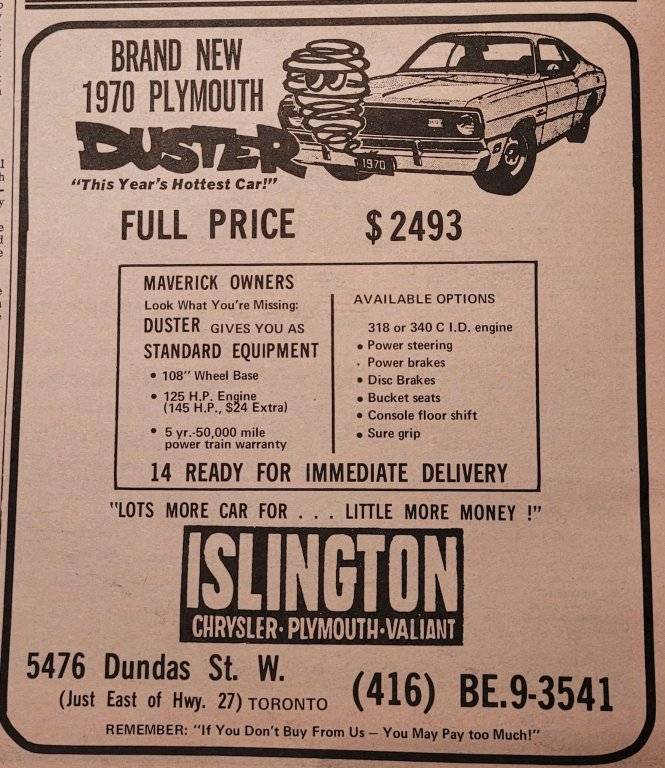 BRAND NEW
1970 PLYMOUTH
DUSTER
1970
"This Year's Hottest Car!"
FULL PRICE $2493
MAVERICK OWNERS
Look What You're Missing:
DUSTER GIVES YOU AS
STANDARD EQUIPMENT
• 108" Wheel Base
• 125 H.P. Engine
(145 H.P., $24 Extra)
• 5 yr.-50,000 mile
power train warranty
AVAILABLE OPTIONS
318 or 340 C I.D. engine
• Power steering
• Power brakes
• Disc Brakes
• Bucket seats
• Console floor shift
• Sure grip
14 READY FOR IMMEDIATE DELIVERY
"LOTS MORE CAR FOR . . . LITTLE MORE MONEY !"
ISLINGTON
CHRYSLER • PLYMOUTH • VALIANT
5476 Dundas St. W.
(Just East of Hwy. 27) TORONTO
(416) BE.9-3541
REMEMBER: "If You Don't Buy From Us – You May Pay too Much!"